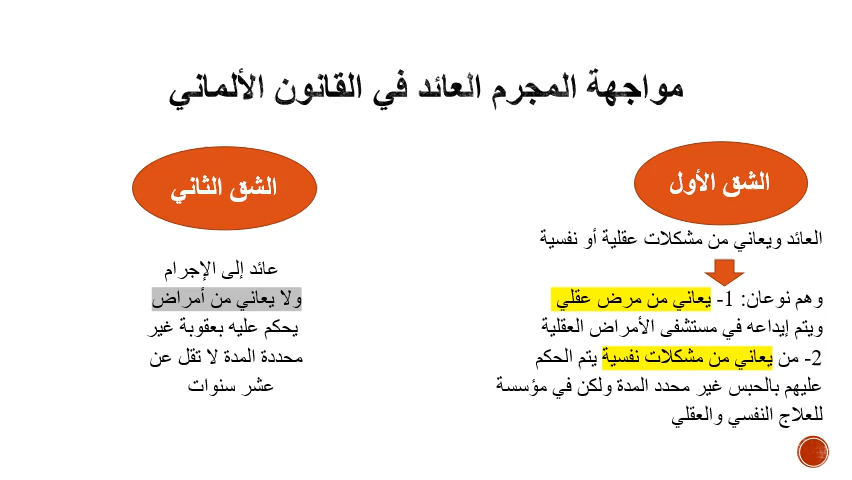 مواجهة المجرم العائد في القانون الألماني
الشق الأول
العائد ويعاني من مشكلات عقلية أو نفسية
وهم نوعان: 1- يعاني من مرض عقلي
ويتم إيداعه في مستشفى الأمراض العقلية
2- من يعاني من مشكلات نفسية يتم الحكم
عليهم بالحبس غير محدد المدة ولكن في مؤسسة
للعلاج النفسي والعقلي
الشق الثاني
عائد إلى الإجرام
ولا يعاني من أمراض
يحكم عليه بعقوبة غير
محددة المدة لا تقل عن
عشر سنوات